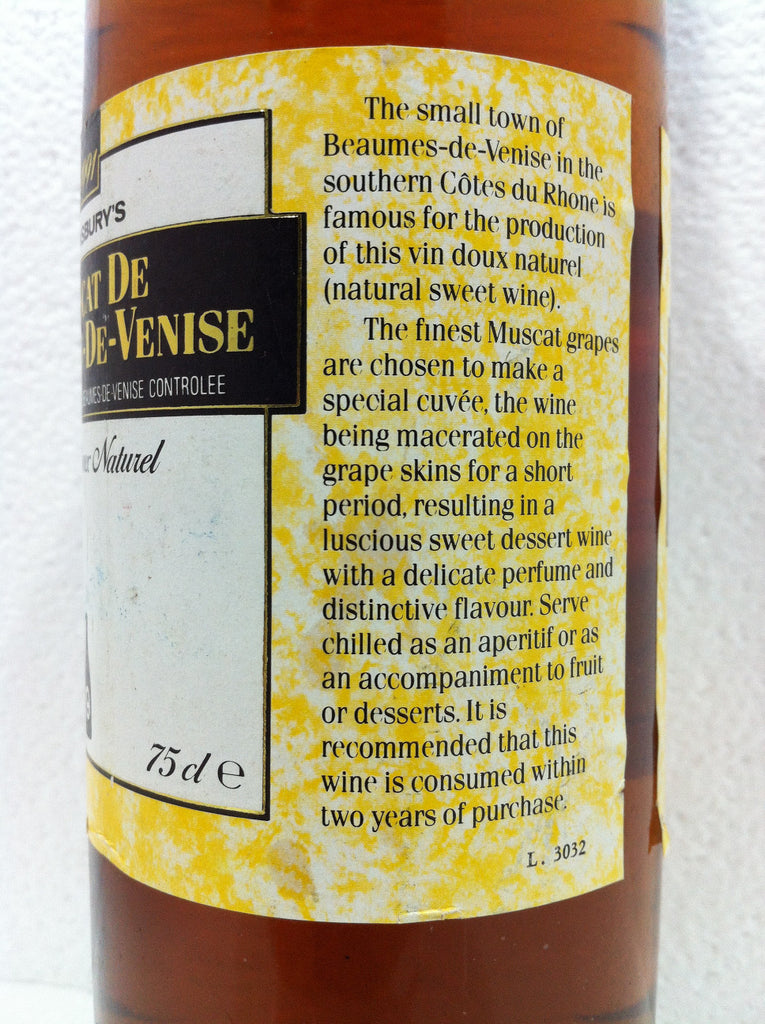 SBURY'S
DE
DE-VENISE
DE-VENISE CONTROLEE
Naturel
75 cl e
The small town of
Beaumes-de-Venise in the
southern Côtes du Rhone is
famous for the production
of this vin doux naturel
(natural sweet wine).
The finest Muscat grapes
are chosen to make a
special cuvée, the wine
being macerated on the
grape skins for a short
period, resulting in a
luscious sweet dessert wine
with a delicate perfume and
distinctive flavour. Serve
chilled as an aperitif or as
an accompaniment to fruit
or desserts. It is
recommended that this
wine is consumed within
two years of purchase.
L. 3032